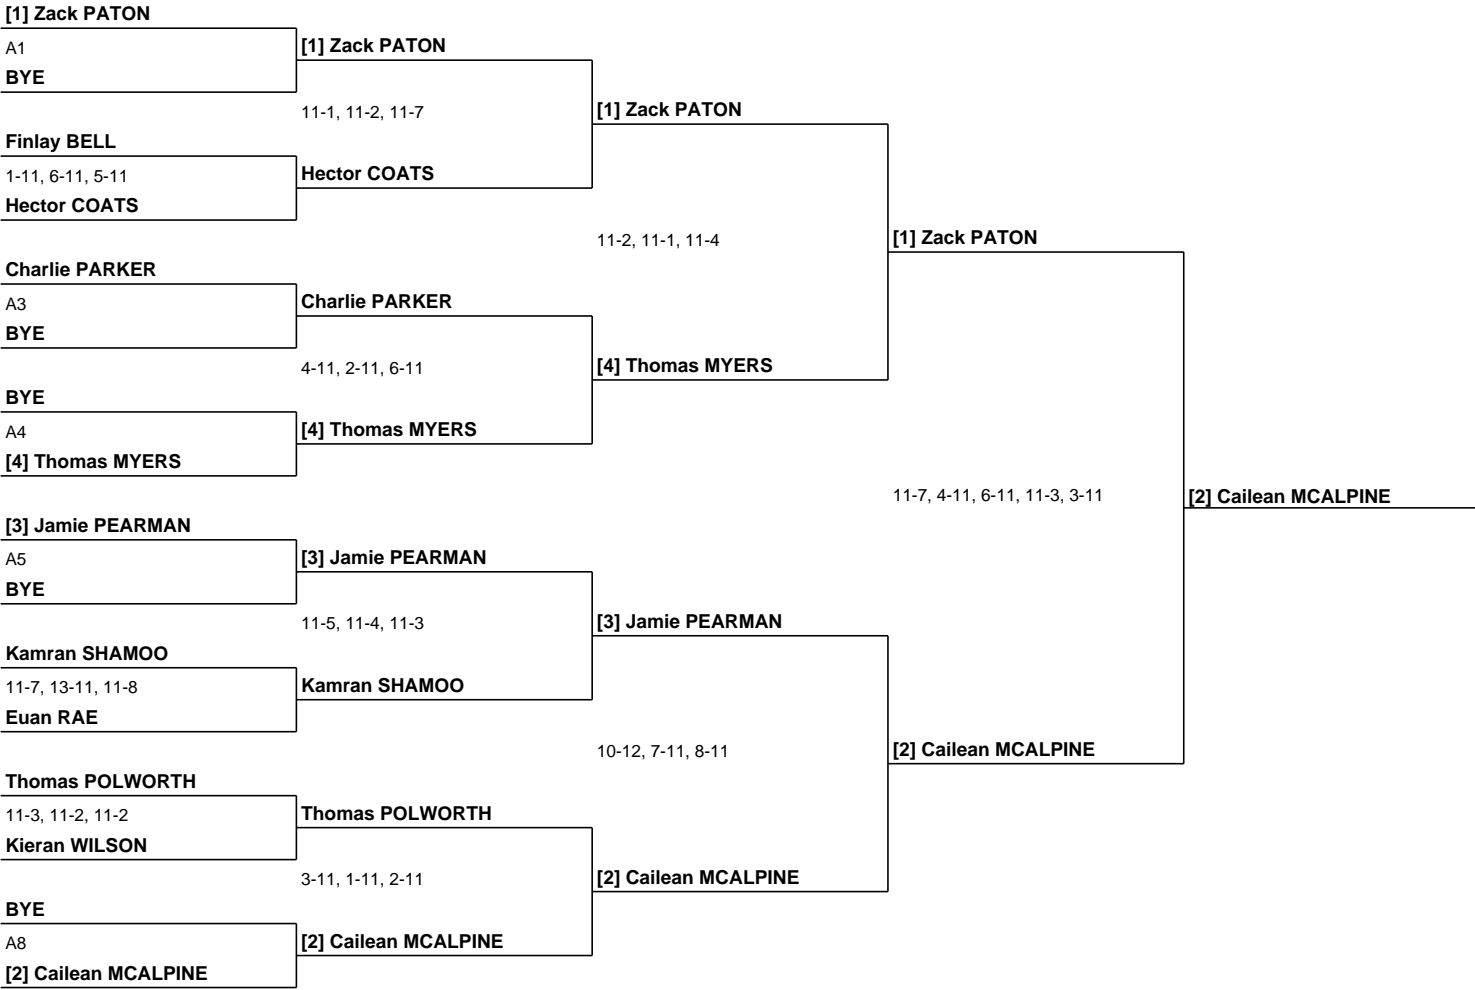 [1] Zack PATON
A1
BYE
Finlay BELL
1-11, 6-11, 5-11
Hector COATS
Charlie PARKER
A3
BYE
BYE
A4
[4] Thomas MYERS
[3] Jamie PEARMAN
A5
BYE
Kamran SHAMOO
11-7, 13-11, 11-8
Euan RAE
Thomas POLWORTH
11-3, 11-2, 11-2
Kieran WILSON
BYE
A8
[2] Cailean MCALPINE
[1] Zack PATON
11-1, 11-2, 11-7
Hector COATS
Charlie PARKER
4-11, 2-11, 6-11
[4] Thomas MYERS
[3] Jamie PEARMAN
11-5, 11-4, 11-3
Kamran SHAMOO
Thomas POLWORTH
3-11, 1-11, 2-11
[2] Cailean MCALPINE
[1] Zack PATON
11-2, 11-1, 11-4
[4] Thomas MYERS
[3] Jamie PEARMAN
10-12, 7-11, 8-11
[2] Cailean MCALPINE
[1] Zack PATON
11-7, 4-11, 6-11, 11-3, 3-11
[2] Cailean MCALPINE
[2] Cailean MCALPINE